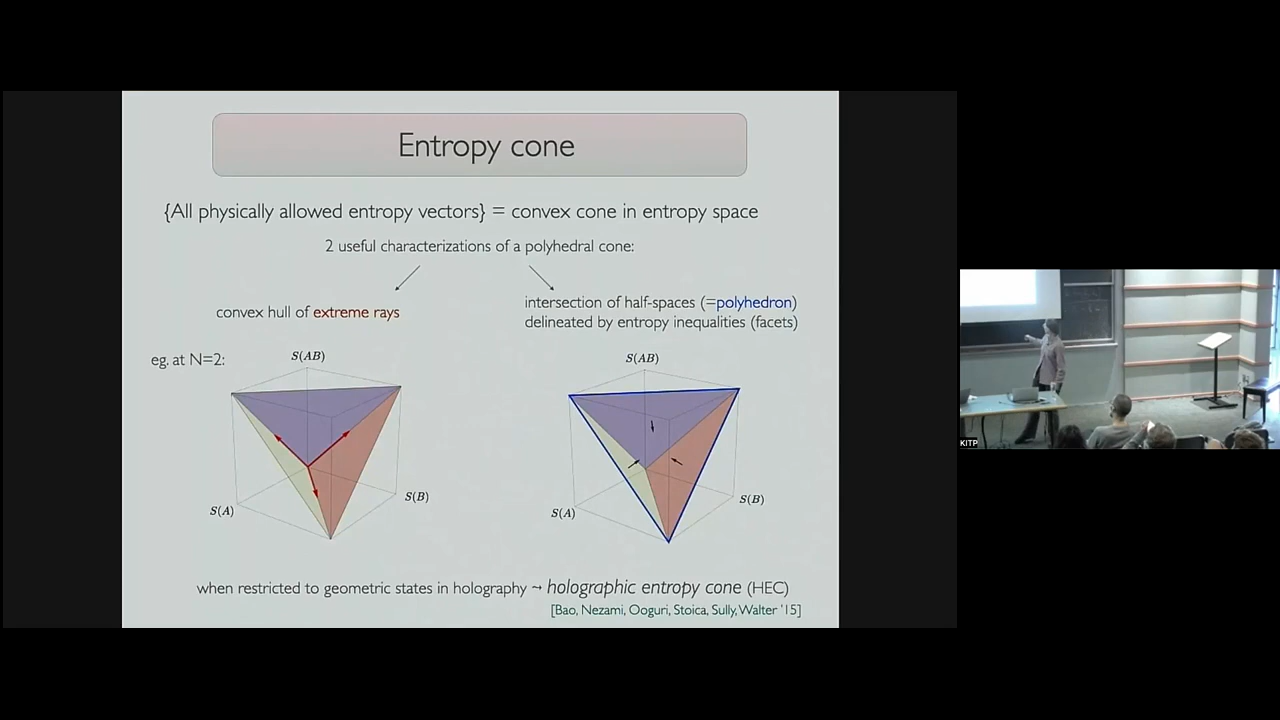 Entropy cone
{All physically allowed entropy vectors} = convex cone in entropy space
2 useful characterizations of a polyhedral cone:
convex hull of extreme rays
intersection of half-spaces (=polyhedron)
delineated by entropy inequalities (facets)
eg. at N=2:
S(AB)
S(A)
S(B)
S(AB)
S(A)
S(B)
when restricted to geometric states in holography ⤳ holographic entropy cone (HEC)
[Bao, Nezami, Ooguri, Stoica, Sully, Walter '15]
KITP